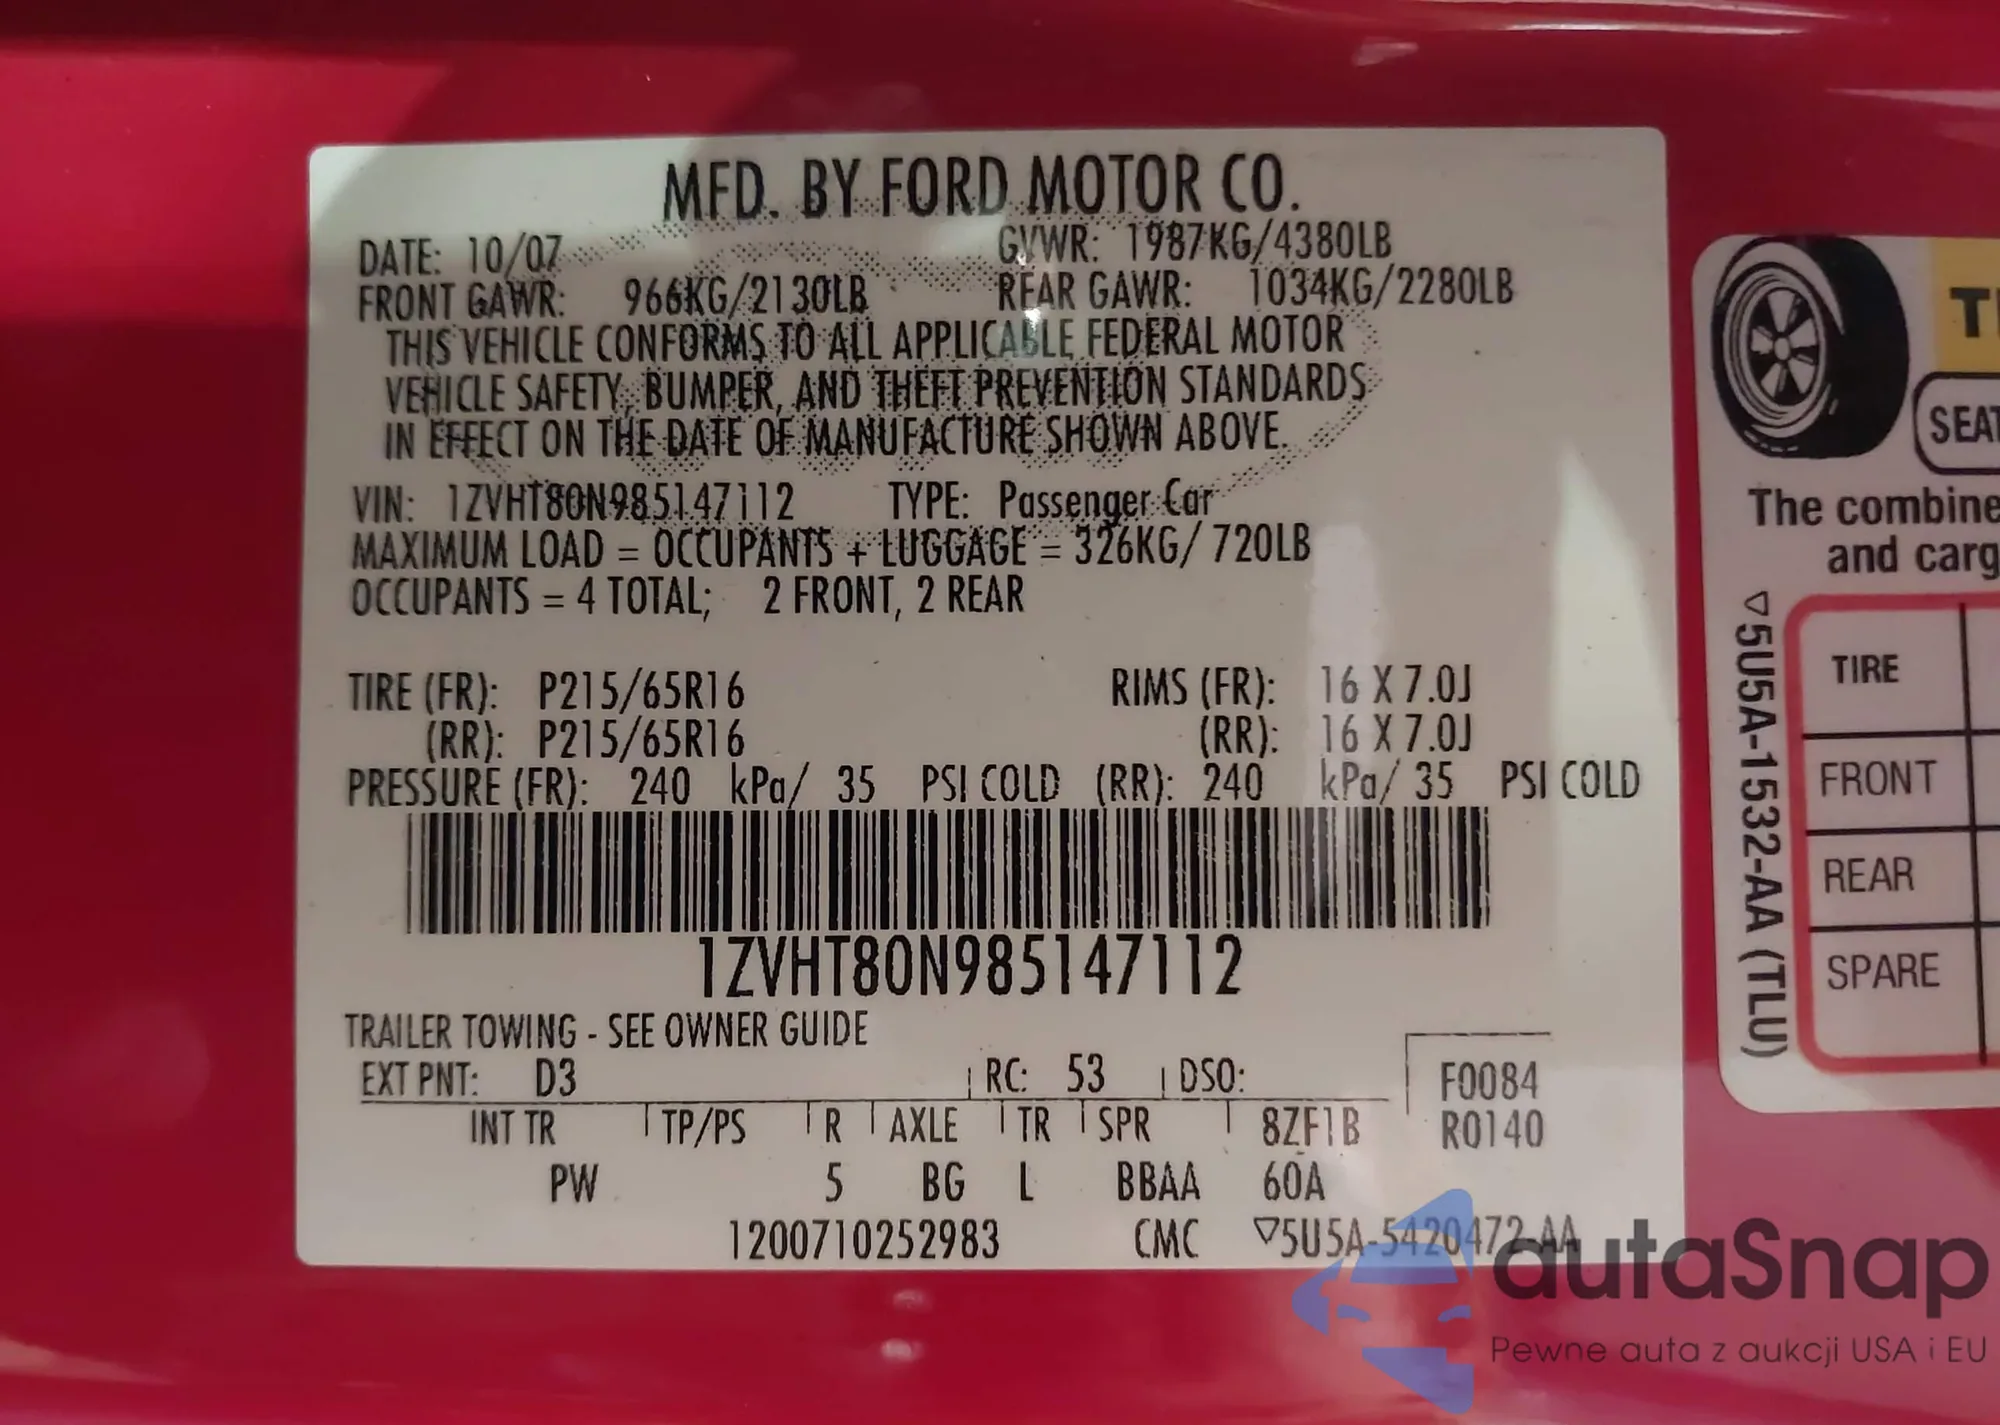 MFD. BY FORD MOTOR CO.
DATE: 10/07 GVWR: 1987KG/4380LB
FRONT GAWR: 966KG/2130LB REAR GAWR: 1034KG/2280LB
THIS VEHICLE CONFORMS TO ALL APPLICABLE FEDERAL MOTOR
VEHICLE SAFETY, BUMPER, AND THEFT PREVENTION STANDARDS
IN EFFECT ON THE DATE OF MANUFACTURE SHOWN ABOVE.
VIN: 1ZVHT80N985147112 TYPE: Passenger Car
MAXIMUM LOAD = OCCUPANTS + LUGGAGE = 326KG/ 720LB
OCCUPANTS = 4 TOTAL; 2 FRONT, 2 REAR
TIRE (FR): P215/65R16 RIMS (FR): 16 X 7.0J
(RR): P215/65R16 (RR): 16 X 7.0J
PRESSURE (FR): 240 kPa/ 35 PSI COLD (RR): 240 kPa/ 35 PSI COLD
1ZVHT80N985147112
TRAILER TOWING - SEE OWNER GUIDE
EXT PNT: D3 RC: 53 DSO: F0084
INT TR TP/PS R AXLE TR SPR 8ZF1B R0140
PW 5 BG L BBAA 60A
1200710252983 CMC ▽5U5A-5420472-AA
SEAT
The combine
and carg
TIRE
FRONT
REAR
SPARE
▽5U5A-1532-AA (TLU)
autaSnap
Pewne auta z aukcji USA i EU